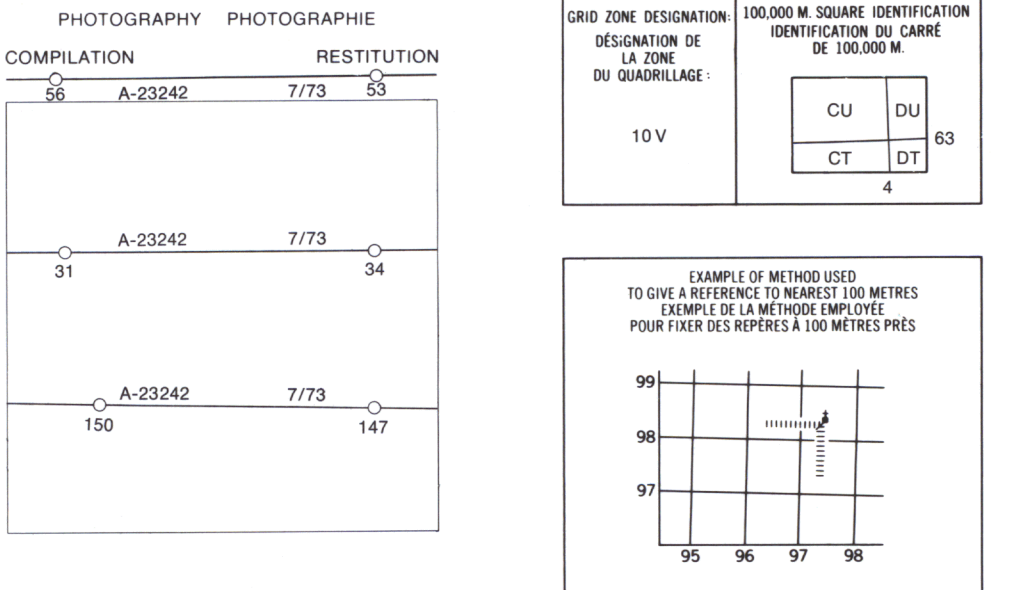 PHOTOGRAPHY PHOTOGRAPHIE
COMPILATION RESTITUTION
56 A-23242 7/73 53
A-23242 7/73
31 34
A-23242 7/73
150 147
GRID ZONE DESIGNATION:
DÉSIGNATION DE
LA ZONE
DU QUADRILLAGE :
10 V
100,000 M. SQUARE IDENTIFICATION
IDENTIFICATION DU CARRÉ
DE 100,000 M.
CU DU
63
CT DT
4
EXAMPLE OF METHOD USED
TO GIVE A REFERENCE TO NEAREST 100 METRES
EXEMPLE DE LA MÉTHODE EMPLOYÉE
POUR FIXER DES REPÈRES À 100 MÈTRES PRÈS
99
98
97
95 96 97 98